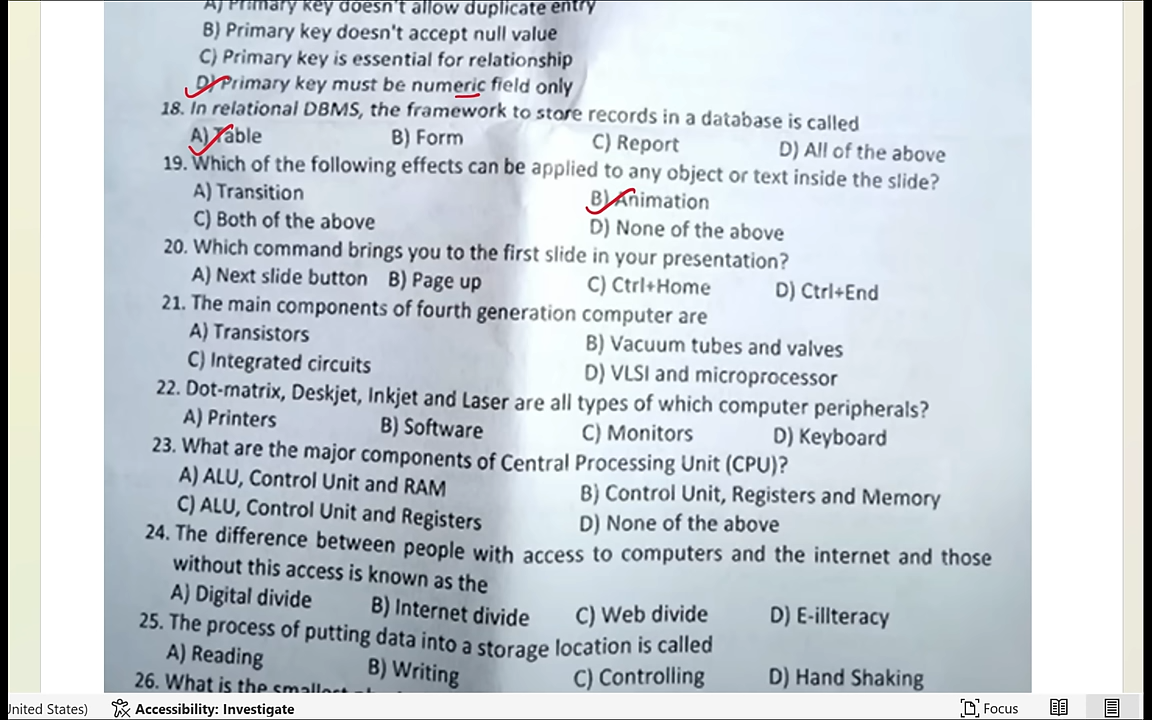 A) Primary key doesn't allow duplicate entry
B) Primary key doesn't accept null value
C) Primary key is essential for relationship
D) Primary key must be numeric field only
18. In relational DBMS, the framework to store records in a database is called
A) Table B) Form C) Report D) All of the above
19. Which of the following effects can be applied to any object or text inside the slide?
A) Transition B) Animation
C) Both of the above D) None of the above
20. Which command brings you to the first slide in your presentation?
A) Next slide button B) Page up C) Ctrl+Home D) Ctrl+End
21. The main components of fourth generation computer are
A) Transistors B) Vacuum tubes and valves
C) Integrated circuits D) VLSI and microprocessor
22. Dot-matrix, Deskjet, Inkjet and Laser are all types of which computer peripherals?
A) Printers B) Software C) Monitors D) Keyboard
23. What are the major components of Central Processing Unit (CPU)?
A) ALU, Control Unit and RAM B) Control Unit, Registers and Memory
C) ALU, Control Unit and Registers D) None of the above
24. The difference between people with access to computers and the internet and those
without this access is known as the
A) Digital divide B) Internet divide C) Web divide D) E-illteracy
25. The process of putting data into a storage location is called
A) Reading B) Writing C) Controlling D) Hand Shaking
26. What is the smallest
United States) Accessibility: Investigate Focus